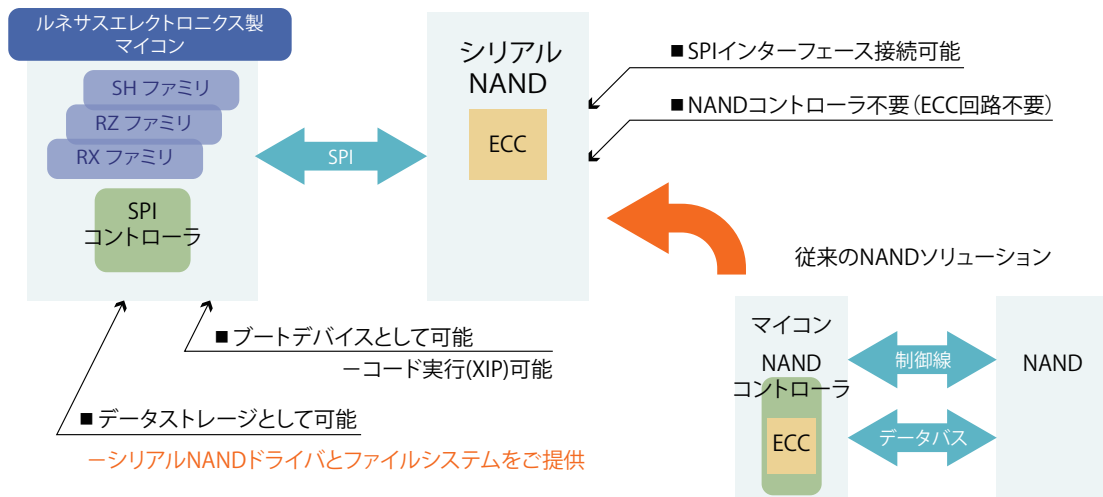 ルネサスエレクトロニクス製
マイコン
SH ファミリ
RZ ファミリ
RX ファミリ
SPI
コントローラ
SPI
シリアル
NAND
ECC
■ SPIインターフェース接続可能
■ NANDコントローラ不要(ECC回路不要)
■ ブートデバイスとして可能
－コード実行(XIP)可能
■ データストレージとして可能
－シリアルNANDドライバとファイルシステムをご提供
従来のNANDソリューション
マイコン
NAND
コントローラ
ECC
制御線
データバス
NAND